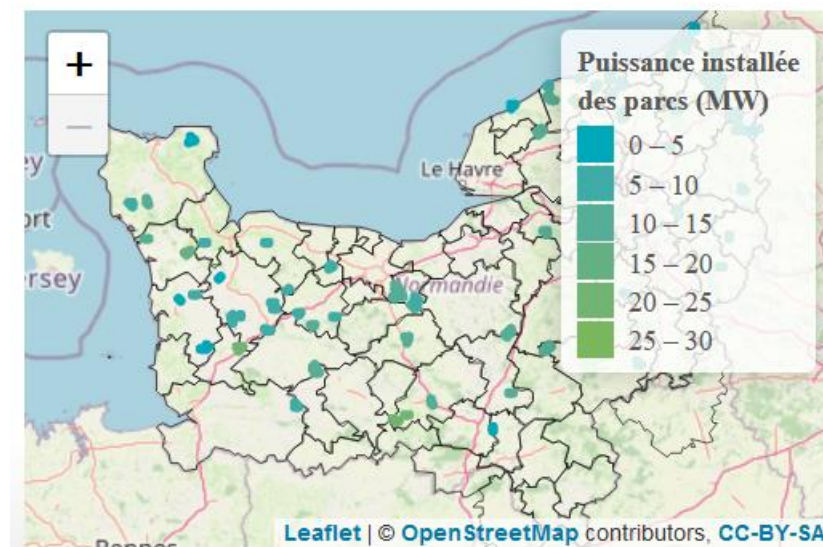 +
−
Puissance installée
des parcs (MW)
0 – 5
5 – 10
10 – 15
15 – 20
20 – 25
25 – 30
Le Havre
ersey
Normandie
Leaflet | © OpenStreetMap contributors, CC-BY-SA